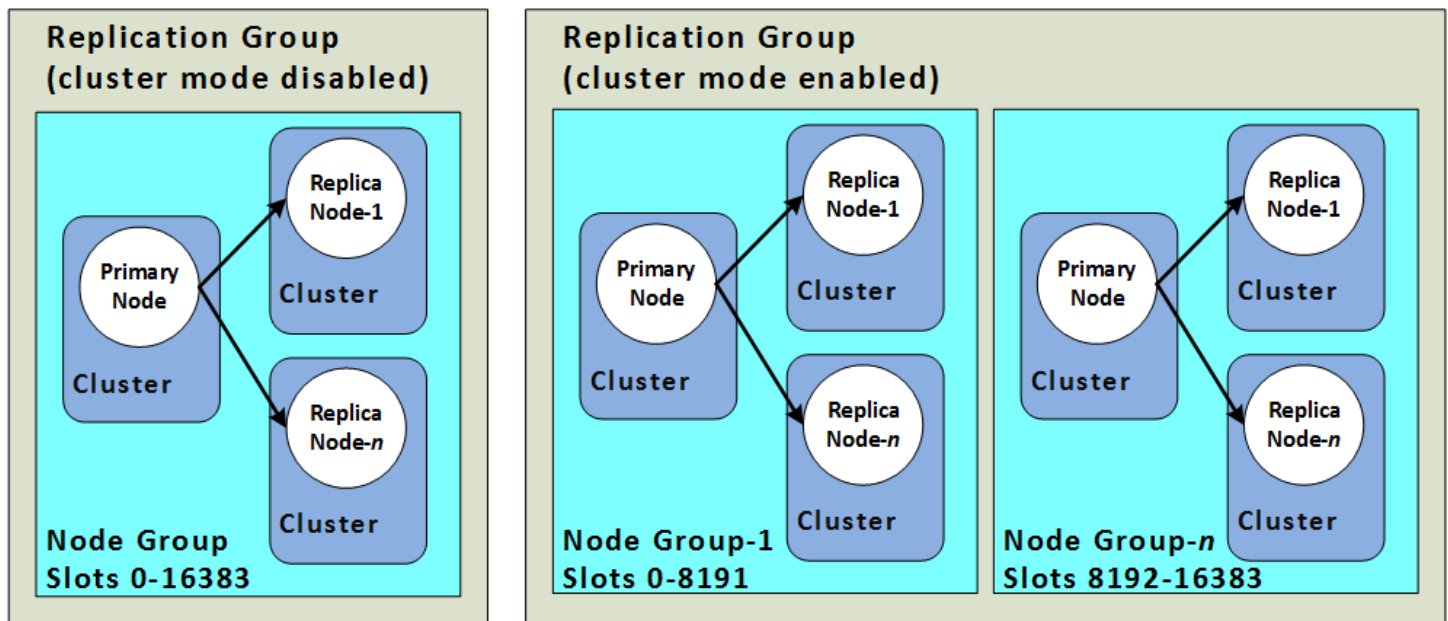 Replication Group
(cluster mode disabled)
Replica
Node-1
Cluster
Primary
Node
Cluster
Replica
Node-n
Cluster
Node Group
Slots 0-16383
Replication Group
(cluster mode enabled)
Replica
Node-1
Cluster
Primary
Node
Cluster
Replica
Node-n
Cluster
Node Group-1
Slots 0-8191
Replica
Node-1
Cluster
Primary
Node
Cluster
Replica
Node-n
Cluster
Node Group-n
Slots 8192-16383